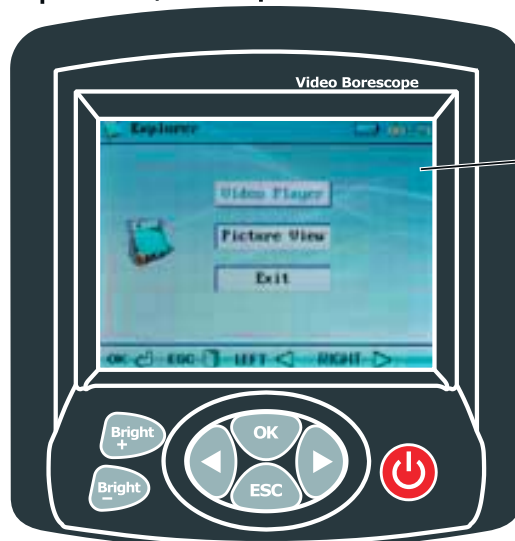 Video Borescope
Explorer
Video Player
Picture View
Exit
OK ESC LEFT RIGHT
Bright
+
OK
Bright
-
ESC